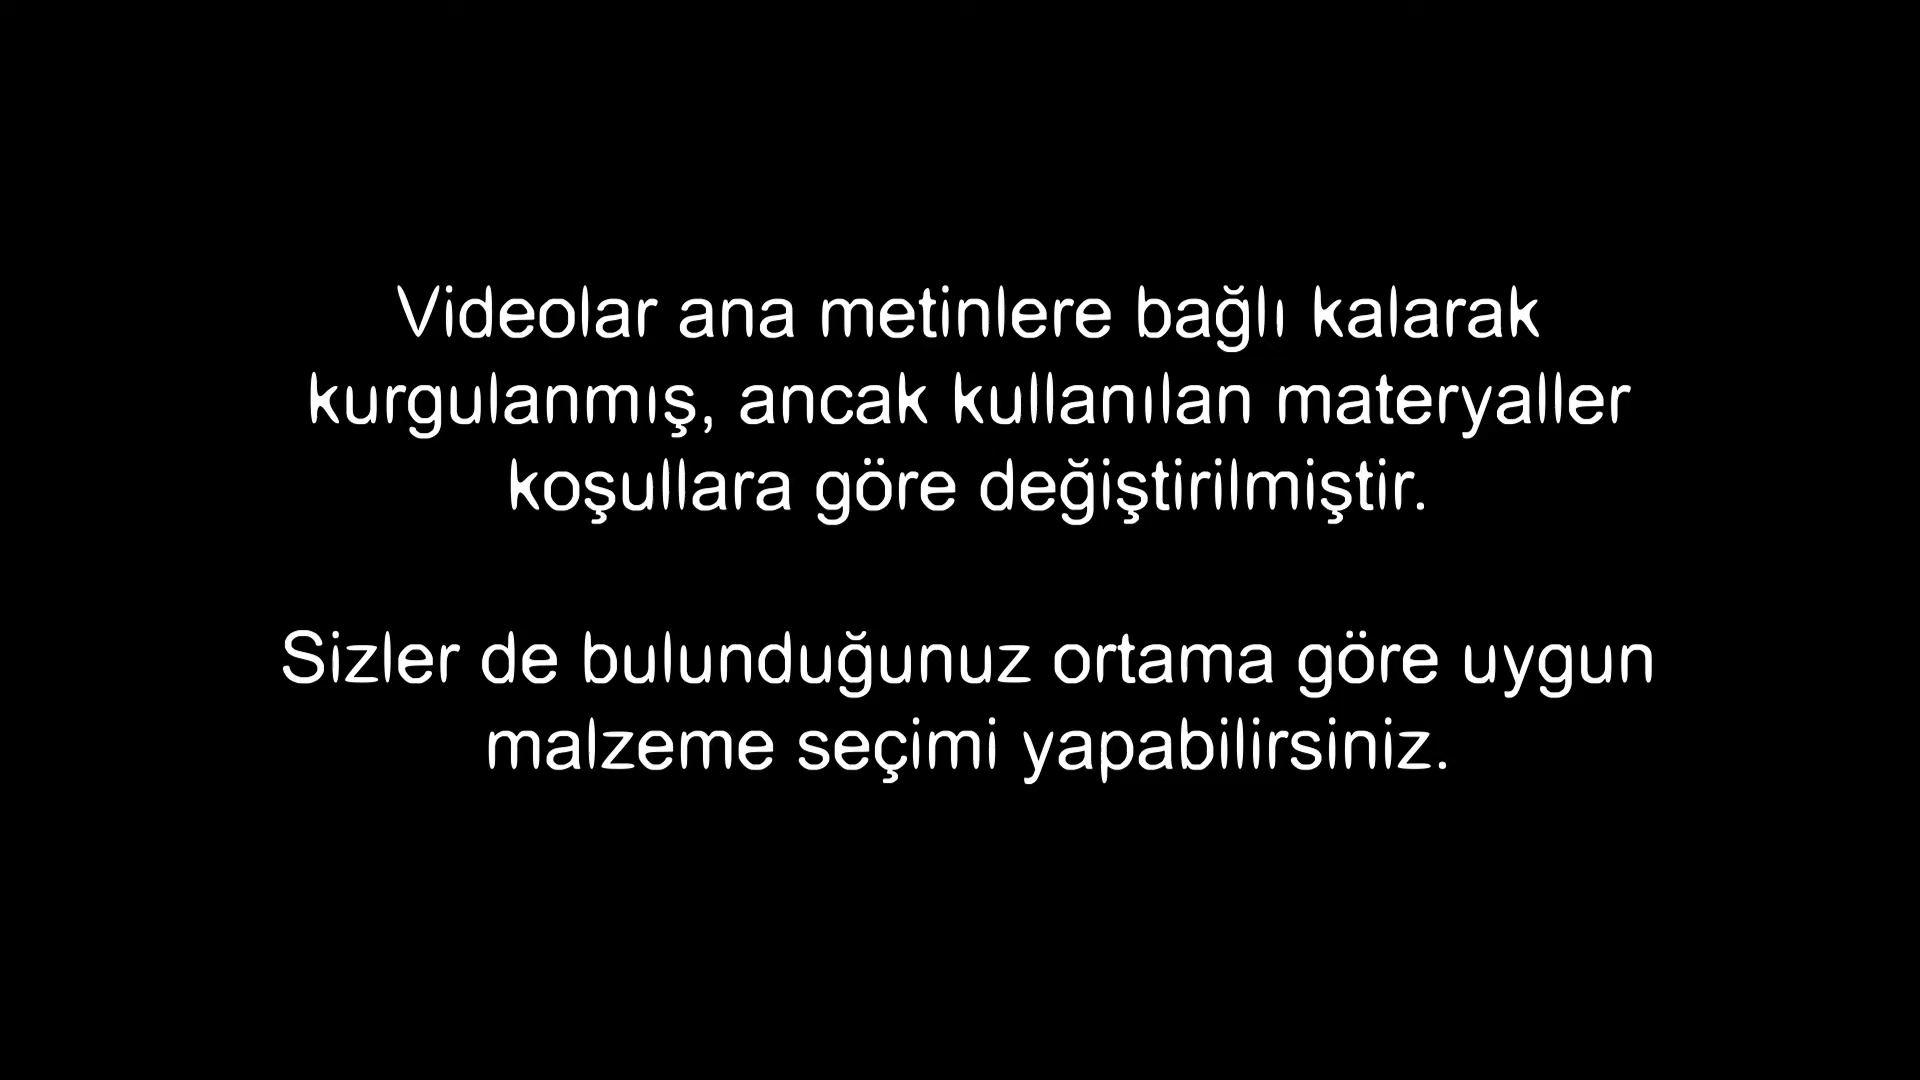 Videolar ana metinlere bağlı kalarak
kurgulanmış, ancak kullanılan materyaller
koşullara göre değiştirilmiştir.
Sizler de bulunduğunuz ortama göre uygun
malzeme seçimi yapabilirsiniz.